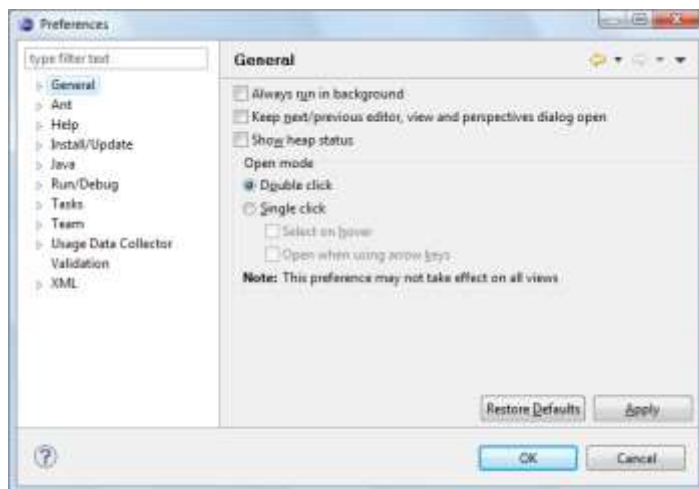 Preferences
type filter text
General
Ant
Help
Install/Update
Java
Run/Debug
Tasks
Team
Usage Data Collector
Validation
XML
General
Always run in background
Keep next/previous editor, view and perspectives dialog open
Show heap status
Open mode
Double click
Single click
Select on hover
Open when using arrow keys
Note: This preference may not take effect on all views
Restore Defaults
Apply
?
OK
Cancel